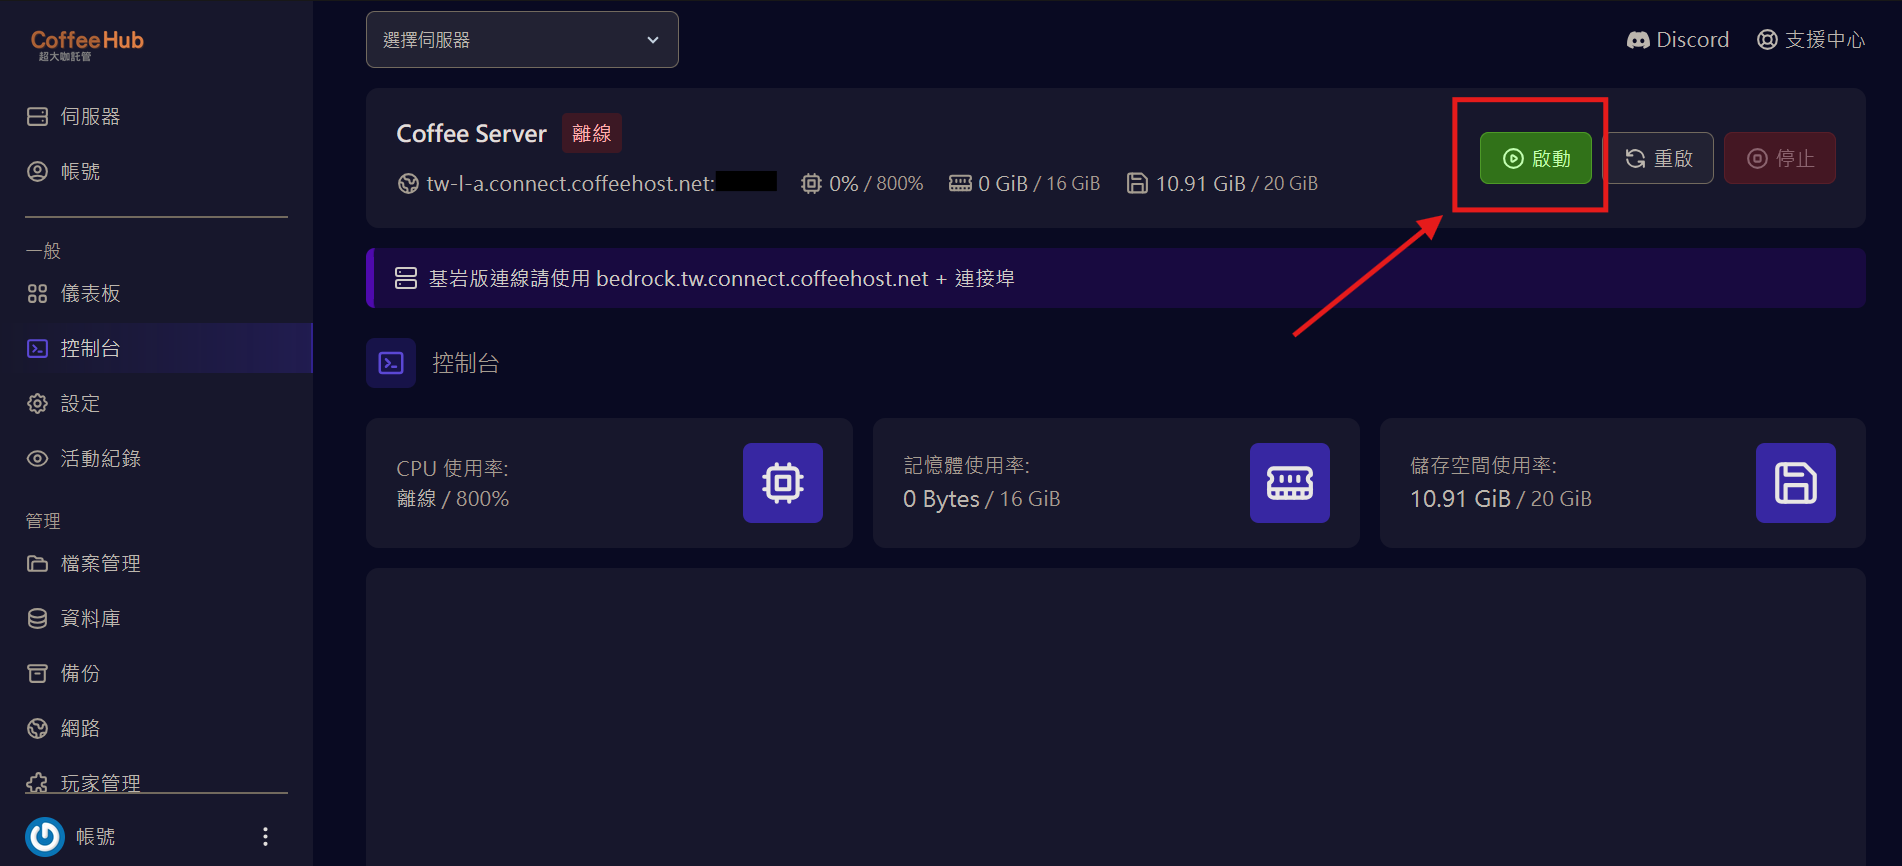 CoffeeHub
超大咖託管
伺服器
帳號
一般
儀表板
控制台
設定
活動紀錄
管理
檔案管理
資料庫
備份
網路
玩家管理
帳號
選擇伺服器
Discord
支援中心
Coffee Server
離線
tw-l-a.connect.coffeehost.net:
0% / 800%
0 GiB / 16 GiB
10.91 GiB / 20 GiB
啟動
重啟
停止
基岩版連線請使用 bedrock.tw.connect.coffeehost.net + 連接埠
控制台
CPU 使用率:
離線 / 800%
記憶體使用率:
0 Bytes / 16 GiB
儲存空間使用率:
10.91 GiB / 20 GiB